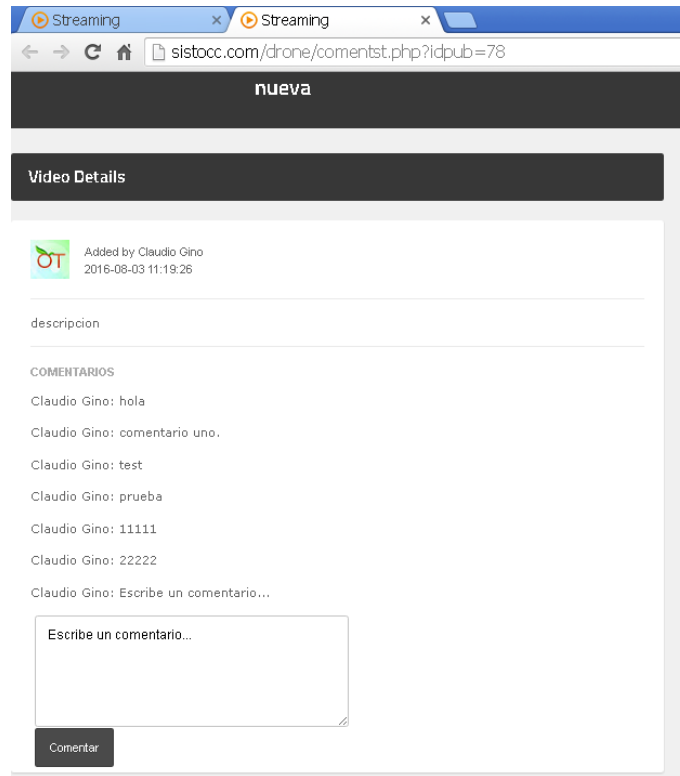 Streaming
Streaming
sistocc.com/drone/comentst.php?idpub=78
nueva
Video Details
OT
Added by Claudio Gino
2016-08-03 11:19:26
descripcion
COMENTARIOS
Claudio Gino: hola
Claudio Gino: comentario uno.
Claudio Gino: test
Claudio Gino: prueba
Claudio Gino: 11111
Claudio Gino: 22222
Claudio Gino: Escribe un comentario...
Escribe un comentario...
Comentar